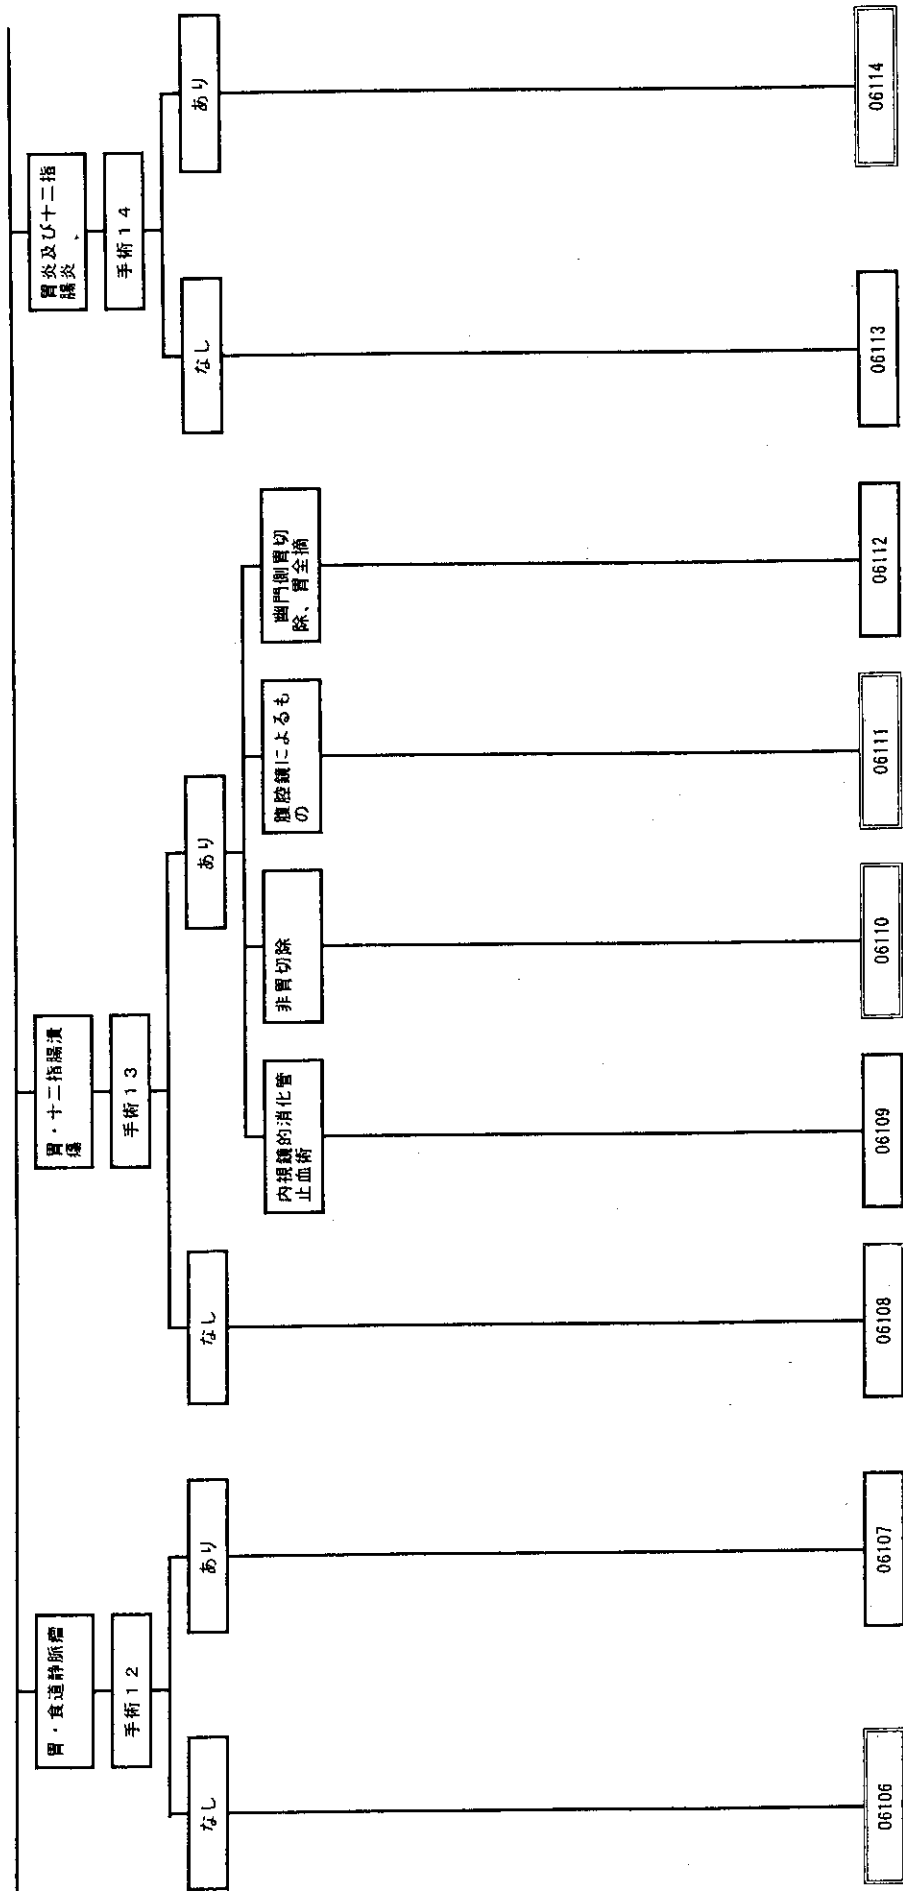 胃・食道静脈瘤
手術12
なし
あり
06106
06107
胃・十二指腸潰
瘍
手術13
なし
あり
内視鏡的消化管
止血術
非胃切除
腹腔鏡によるも
の
幽門側胃切
除、胃全摘
06108
06109
06110
06111
06112
胃炎及び十二指
腸炎
手術14
なし
あり
06113
06114